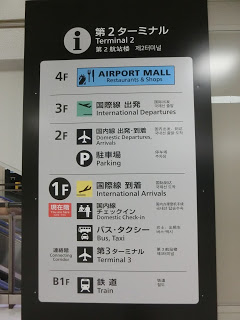 第2ターミナル
Terminal 2
第2航站楼 제2터미널
4F AIRPORT MALL
Restaurants & Shops
3F 国際線 出発
International Departures
2F 国内線 出発・到着
Domestic Departures, Arrivals
P 駐車場
Parking
1F 国際線 到着
International Arrivals
現在階
国内線
チェックイン
Domestic Check-in
バス・タクシー
Bus, Taxi
連絡階
Connecting Corridor
第3ターミナル
Terminal 3
B1F 鉄道
Train